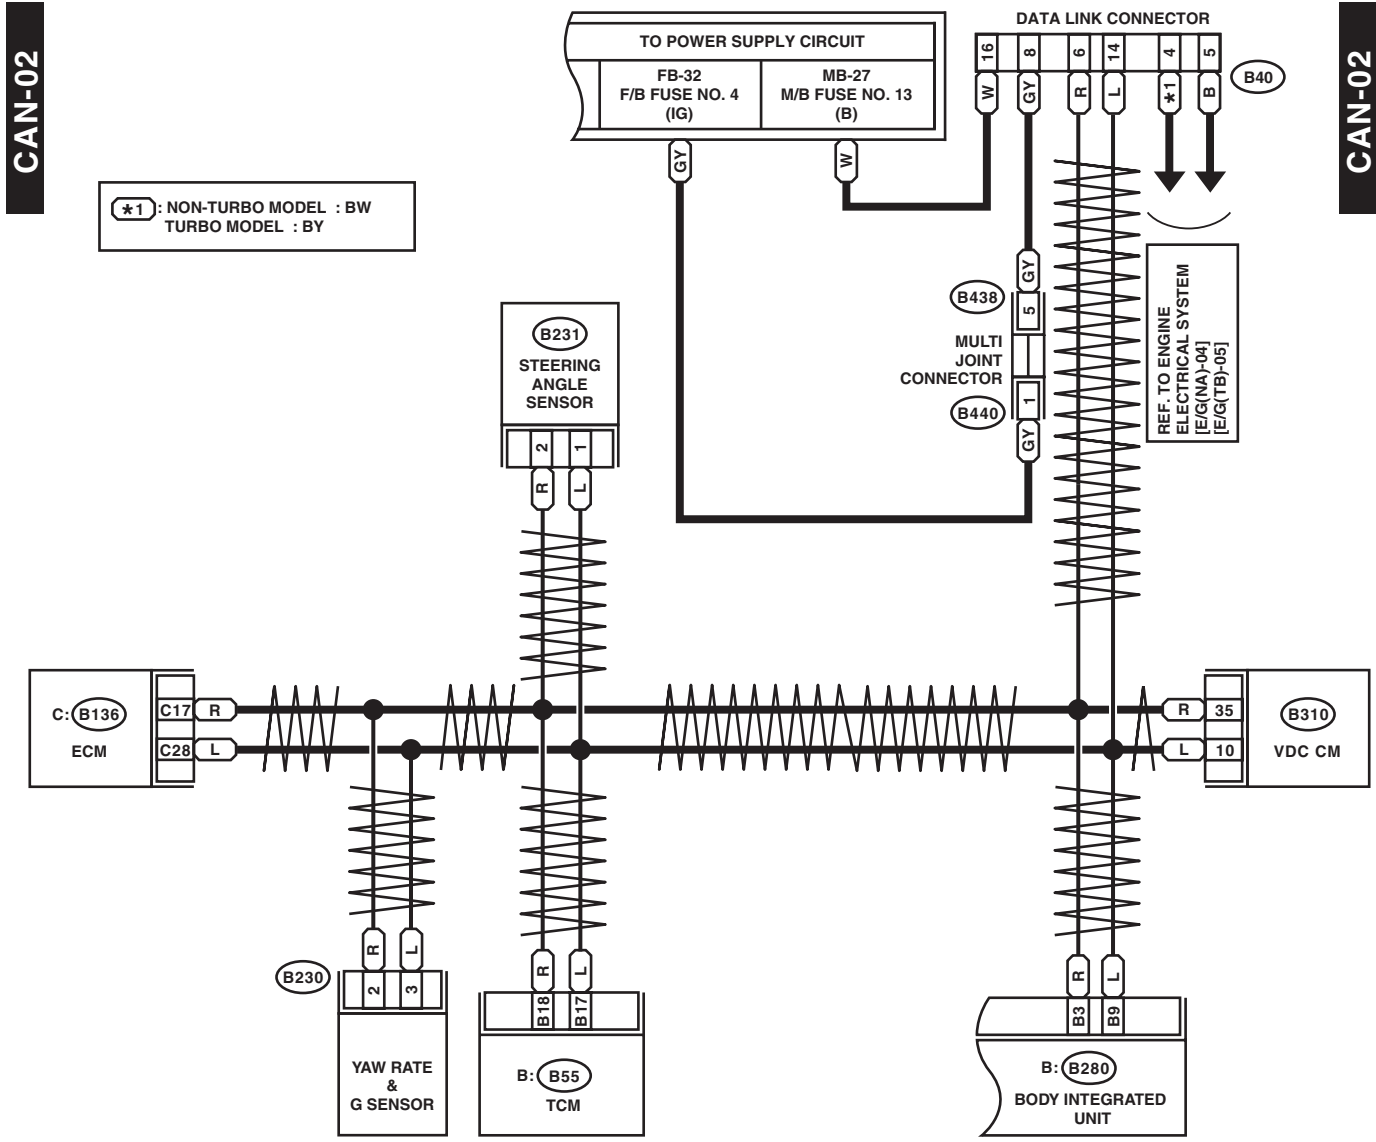 CAN-02
CAN-02
TO POWER SUPPLY CIRCUIT
FB-32
F/B FUSE NO. 4
(IG)
MB-27
M/B FUSE NO. 13
(B)
GY
W
DATA LINK CONNECTOR
16 8 6 14 4 5
W GY R L *1 B
B40
*1 : NON-TURBO MODEL : BW
TURBO MODEL : BY
REF. TO ENGINE
ELECTRICAL SYSTEM
[E/G(NA)-04]
[E/G(TB)-05]
GY
B438
5
MULTI
JOINT
CONNECTOR
B440
1
GY
B231
STEERING
ANGLE
SENSOR
2 1
R L
C: B136
ECM
C17 R
C28 L
R 35
L 10
B310
VDC CM
R L
B230
2 3
YAW RATE
&
G SENSOR
R L
B18 B17
B: B55
TCM
R L
B3 B9
B: B280
BODY INTEGRATED
UNIT